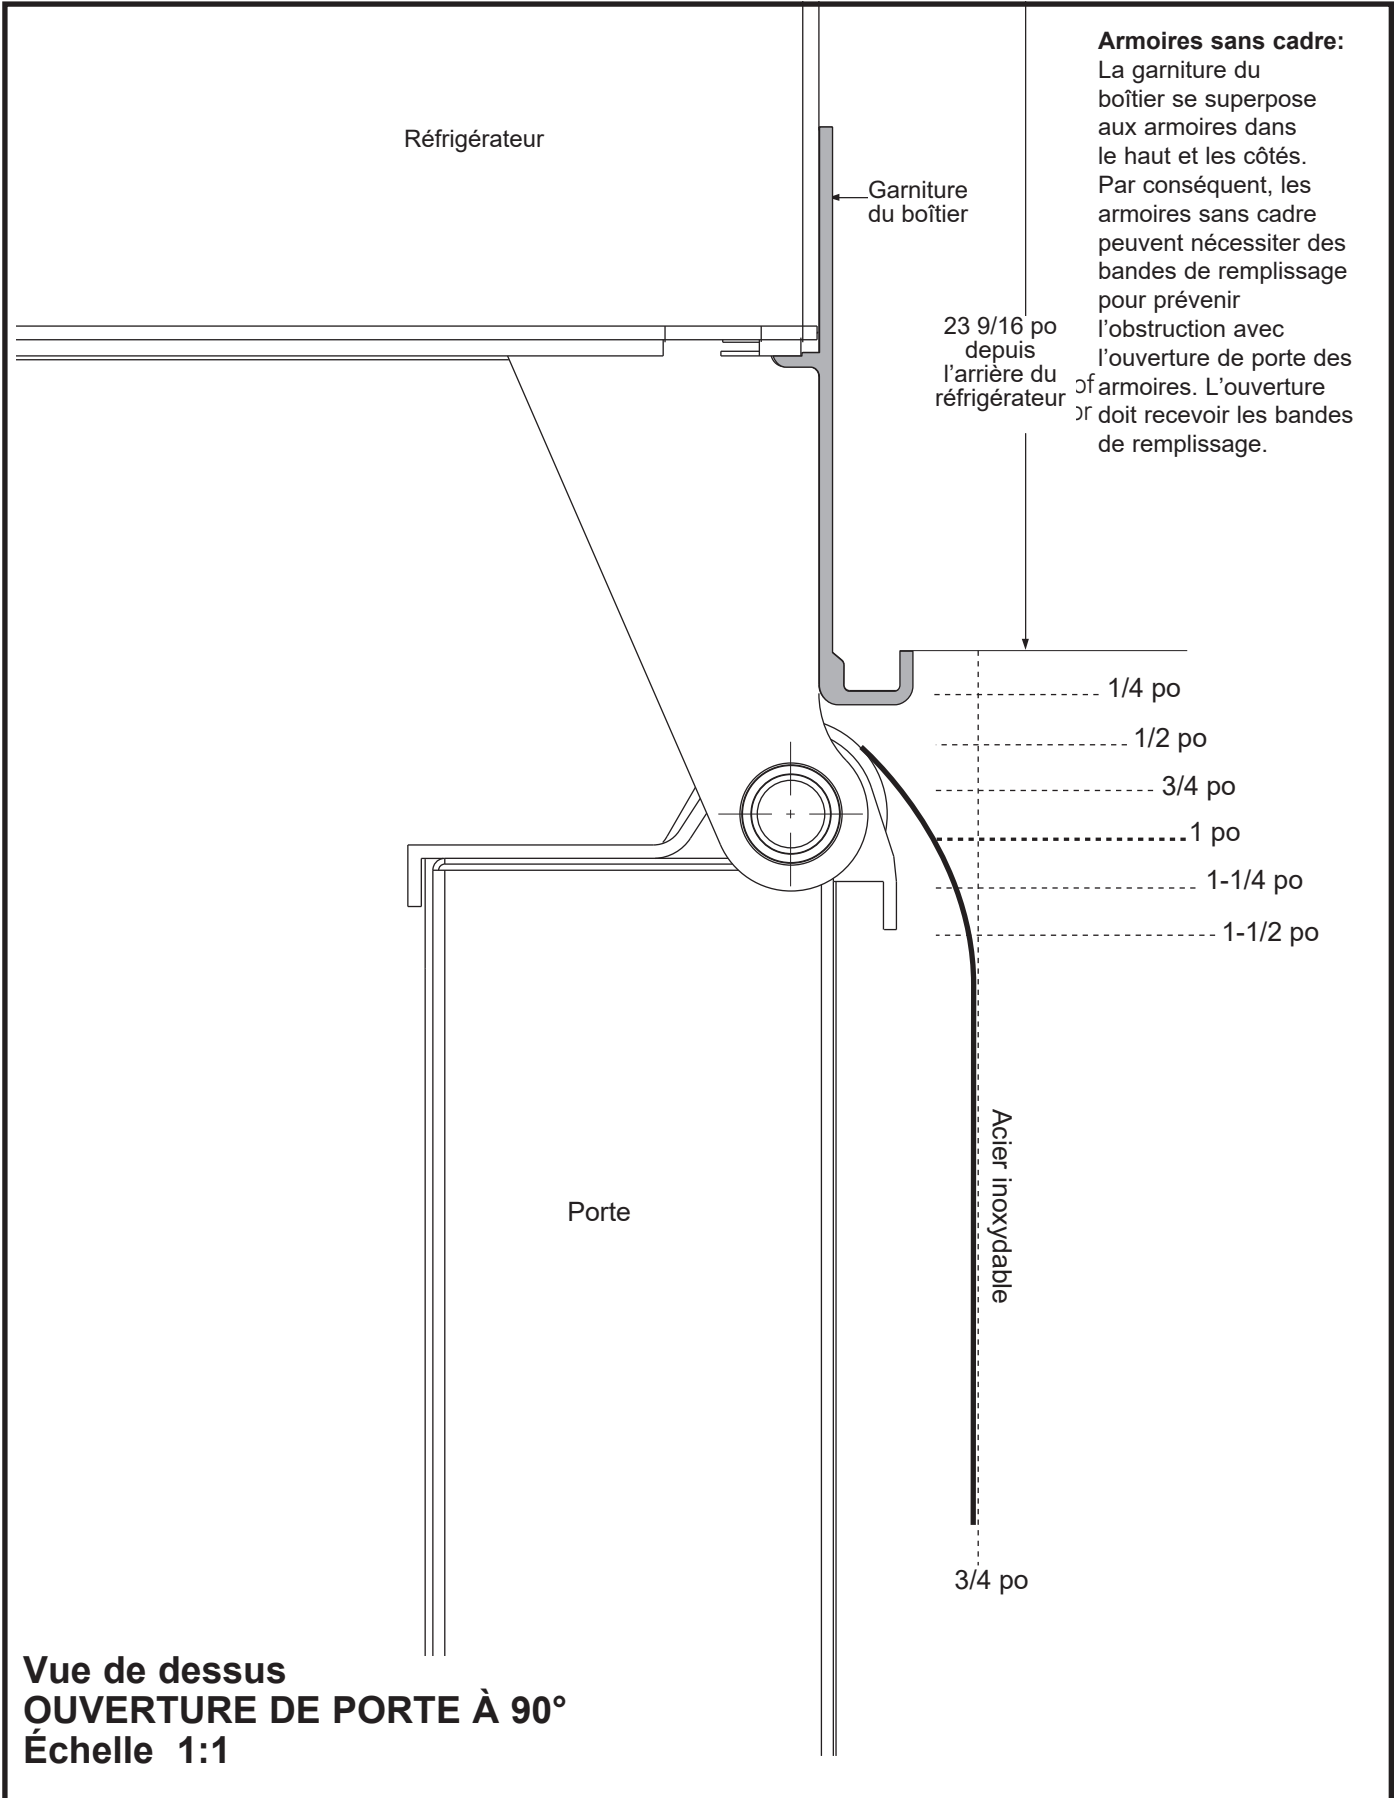 Armoires sans cadre:
La garniture du
boîtier se superpose
aux armoires dans
le haut et les côtés.
Par conséquent, les
armoires sans cadre
peuvent nécessiter des
bandes de remplissage
pour prévenir
l'obstruction avec
l'ouverture de porte des
armoires. L'ouverture
doit recevoir les bandes
de remplissage.
Réfrigérateur
Garniture
du boîtier
23 9/16 po
depuis
l'arrière du
réfrigérateur
of
or
1/4 po
1/2 po
3/4 po
1 po
1-1/4 po
1-1/2 po
Acier inoxydable
Porte
3/4 po
Vue de dessus
OUVERTURE DE PORTE À 90°
Échelle 1:1